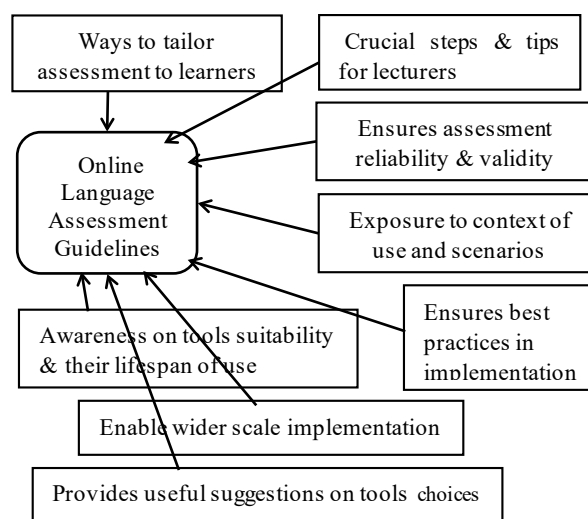 Ways to tailor
assessment to learners
Crucial steps & tips
for lecturers
Online
Language
Assessment
Guidelines
Ensures assessment
reliability & validity
Exposure to context of
use and scenarios
Ensures best
practices in
implementation
Awareness on tools suitability
& their lifespan of use
Enable wider scale implementation
Provides useful suggestions on tools choices